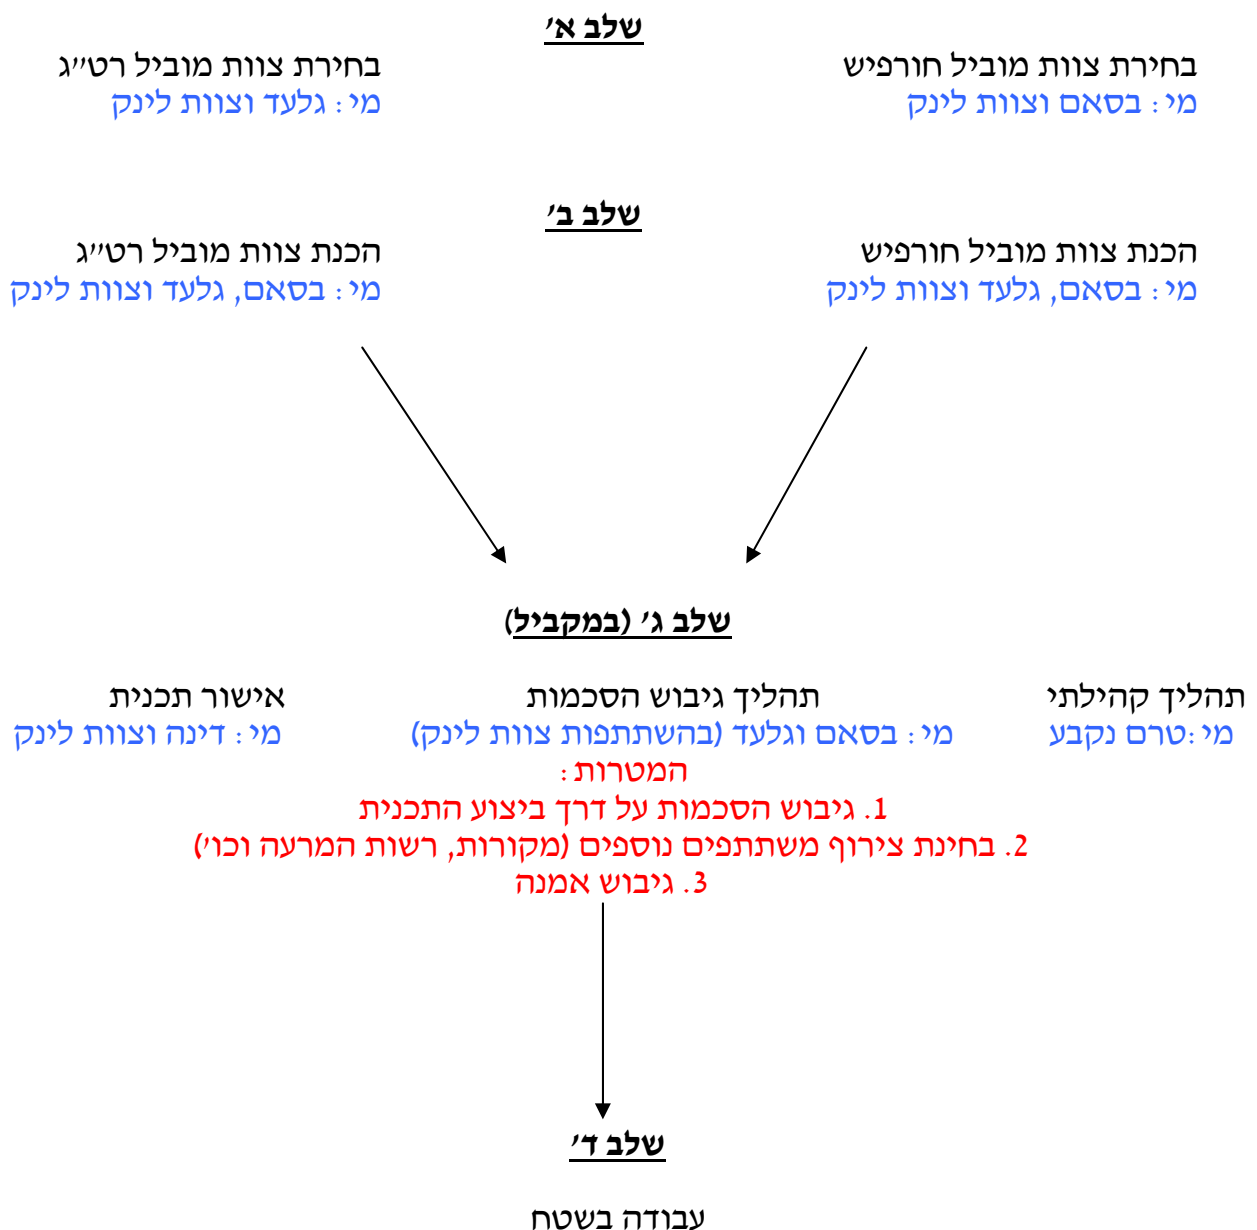 שלב א'
בחירת צוות מוביל חורפיש
מי: בסאם וצוות לינק
בחירת צוות מוביל רט"ג
מי: גלעד וצוות לינק
שלב ב'
הכנת צוות מוביל חורפיש
מי: בסאם, גלעד וצוות לינק
הכנת צוות מוביל רט"ג
מי: בסאם, גלעד וצוות לינק
שלב ג' (במקביל)
תהליך קהילתי
מי: טרם נקבע
תהליך גיבוש הסכמות
מי: בסאם וגלעד (בהשתתפות צוות לינק)
המטרות:
1. גיבוש הסכמות על דרך ביצוע התכנית
2. בחינת צירוף משתתפים נוספים (מקורות, רשות המרעה וכו')
3. גיבוש אמנה
אישור תכנית
מי: דינה וצוות לינק
שלב ד'
עבודה בשטח